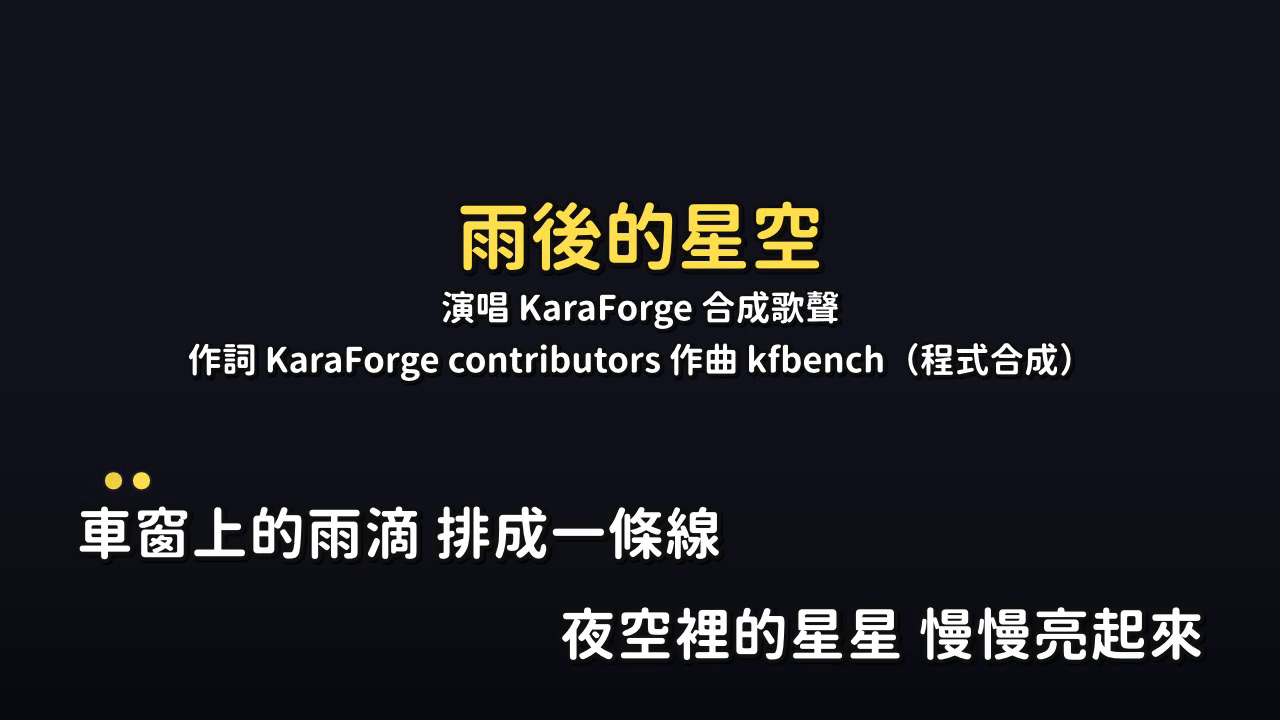 雨後的星空
演唱 KaraForge 合成歌聲
作詞 KaraForge contributors 作曲 kfbench（程式合成）
車窗上的雨滴 排成一條線
夜空裡的星星 慢慢亮起來